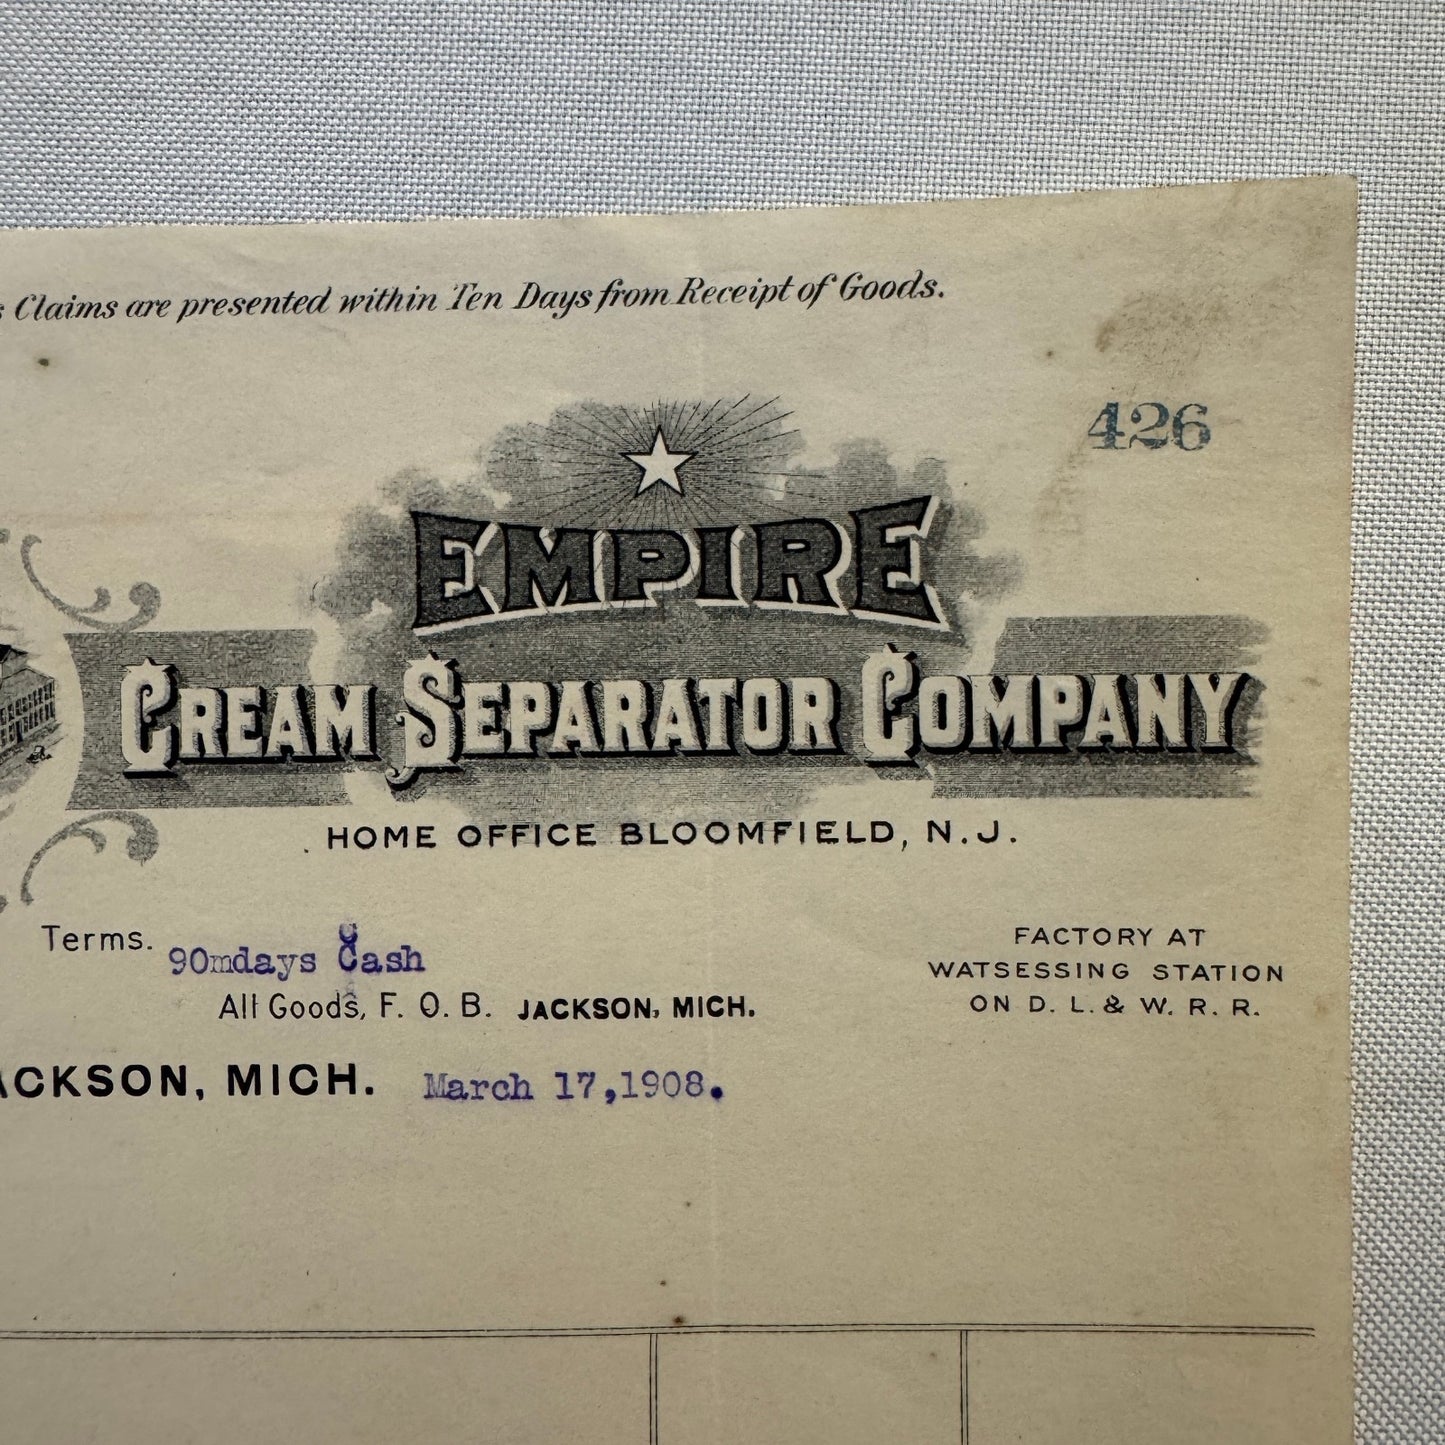 Claims are presented within Ten Days from Receipt of Goods.
426
EMPIRE
CREAM SEPARATOR COMPANY
HOME OFFICE BLOOMFIELD, N.J.
Terms. 90mdays Cash
All Goods, F. O. B. JACKSON, MICH.
FACTORY AT
WATSESSING STATION
ON D. L. & W. R. R.
ACKSON, MICH. March 17,1908.